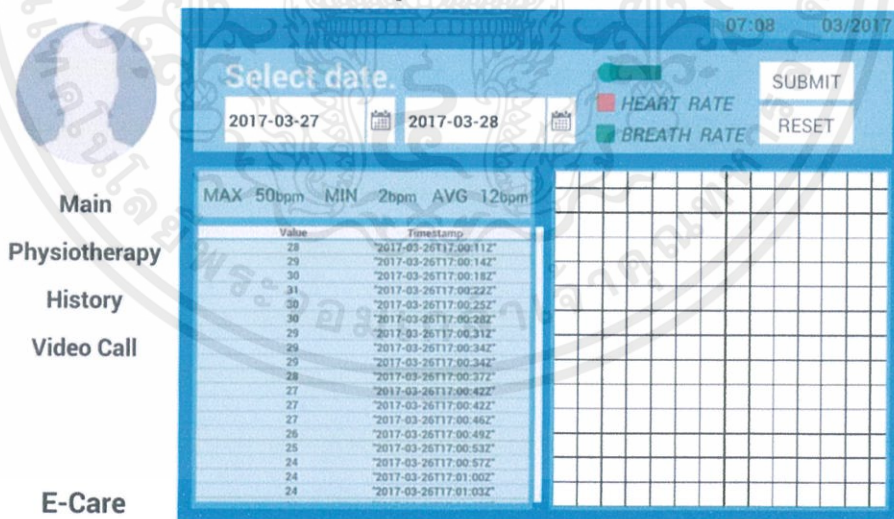 07:08 03/2017
Select date.
2017-03-27 2017-03-28
HEART RATE
BREATH RATE
SUBMIT
RESET
Main
Physiotherapy
History
Video Call
E-Care
MAX 50bpm MIN 2bpm AVG 12bpm
Value Timestamp
28 "2017-03-26T17:00:11Z"
29 "2017-03-26T17:00:14Z"
30 "2017-03-26T17:00:18Z"
31 "2017-03-26T17:00:22Z"
30 "2017-03-26T17:00:25Z"
30 "2017-03-26T17:00:28Z"
29 "2017-03-26T17:00:31Z"
29 "2017-03-26T17:00:34Z"
29 "2017-03-26T17:00:34Z"
28 "2017-03-26T17:00:37Z"
27 "2017-03-26T17:00:42Z"
27 "2017-03-26T17:00:42Z"
27 "2017-03-26T17:00:46Z"
26 "2017-03-26T17:00:49Z"
25 "2017-03-26T17:00:53Z"
24 "2017-03-26T17:00:57Z"
24 "2017-03-26T17:01:00Z"
24 "2017-03-26T17:01:03Z"